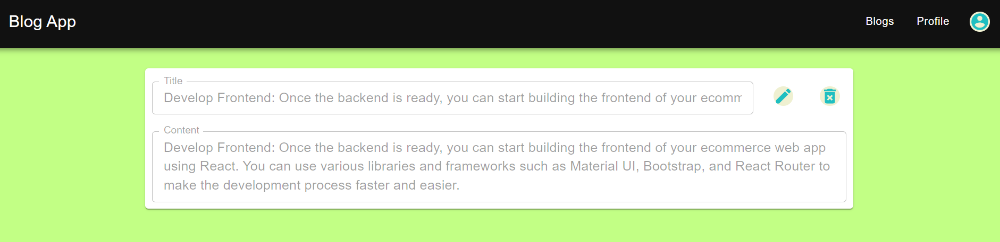 Blog App
Blogs
Profile
Title
Develop Frontend: Once the backend is ready, you can start building the frontend of your ecomm
Content
Develop Frontend: Once the backend is ready, you can start building the frontend of your ecommerce web app
using React. You can use various libraries and frameworks such as Material UI, Bootstrap, and React Router to
make the development process faster and easier.